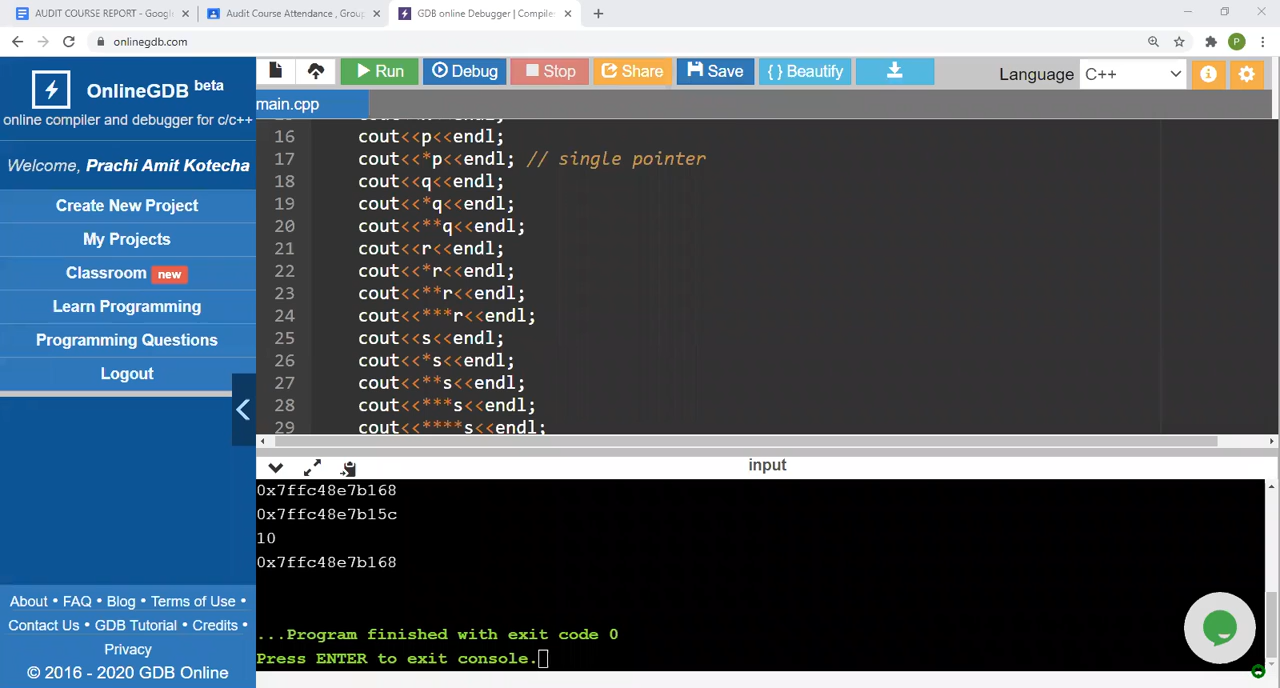 AUDIT COURSE REPORT - Google
Audit Course Attendance , Group
GDB online Debugger | Compiler
onlinegdb.com
P
OnlineGDB beta
online compiler and debugger for c/c++
Welcome, Prachi Amit Kotecha
Create New Project
My Projects
Classroom new
Learn Programming
Programming Questions
Logout
About • FAQ • Blog • Terms of Use •
Contact Us • GDB Tutorial • Credits •
Privacy
© 2016 - 2020 GDB Online
Run Debug Stop Share Save { } Beautify Language C++
main.cpp
16 cout<<p<<endl;
17 cout<<*p<<endl; // single pointer
18 cout<<q<<endl;
19 cout<<*q<<endl;
20 cout<<**q<<endl;
21 cout<<r<<endl;
22 cout<<*r<<endl;
23 cout<<**r<<endl;
24 cout<<***r<<endl;
25 cout<<s<<endl;
26 cout<<*s<<endl;
27 cout<<**s<<endl;
28 cout<<***s<<endl;
29 cout<<****s<<endl;
input
0x7ffc48e7b168
0x7ffc48e7b15c
10
0x7ffc48e7b168
...Program finished with exit code 0
Press ENTER to exit console.